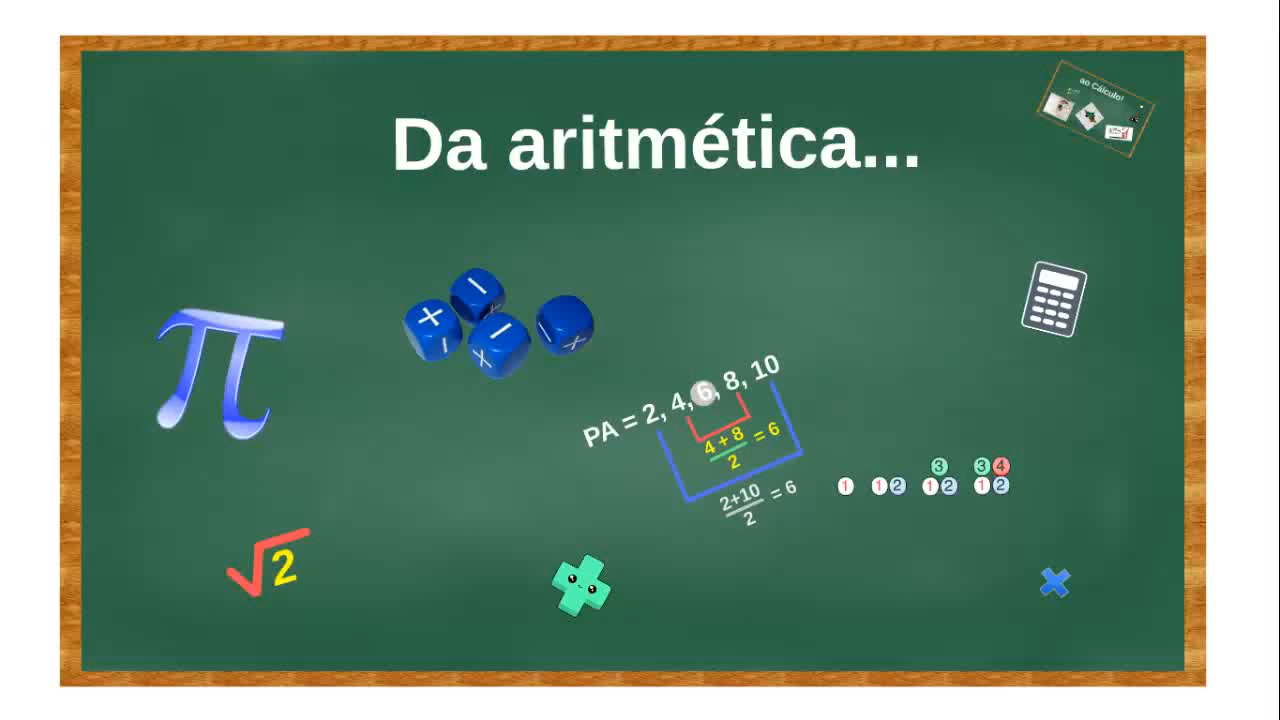 Da aritmética...
ao Cálculo!
+ − − × − ×
π
PA = 2, 4, 6, 8, 10
4 + 8
2
= 6
2+10
2
= 6
3 3 4
1 1 2 1 2 1 2
√2